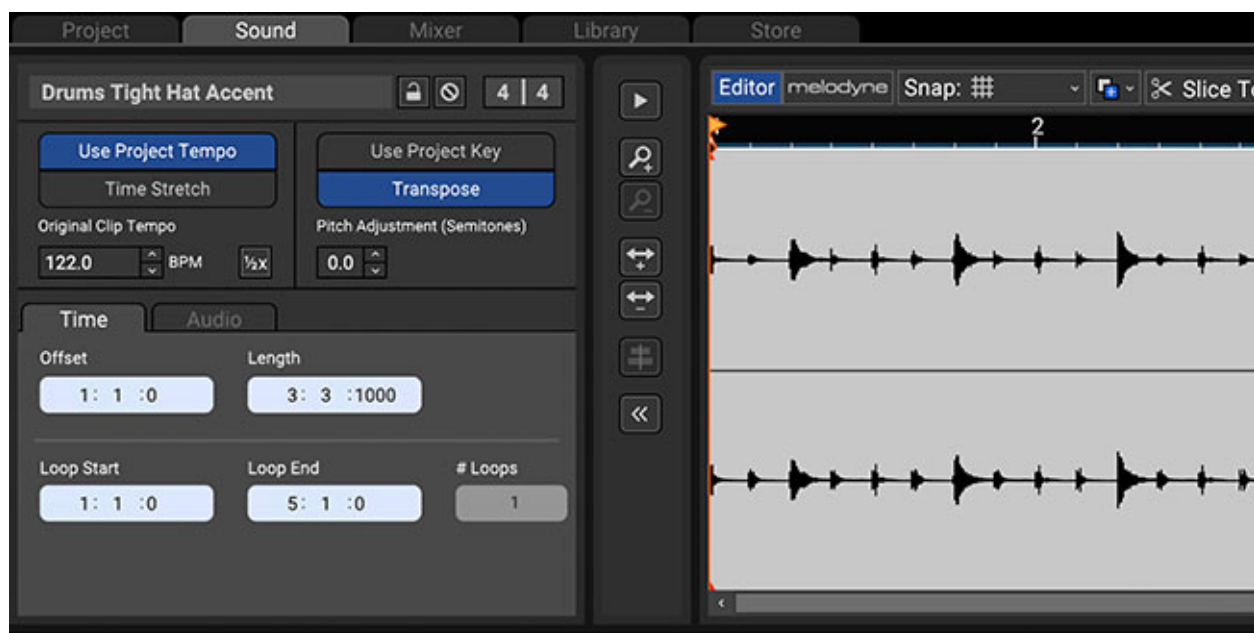 Project Sound Mixer Library Store
Drums Tight Hat Accent 4 | 4
Editor melodyne Snap: Slice
2
Use Project Tempo Use Project Key
Time Stretch Transpose
Original Clip Tempo Pitch Adjustment (Semitones)
122.0 BPM ½x 0.0
Time Audio
Offset Length
1: 1 :0 3: 3 :1000
Loop Start Loop End # Loops
1: 1 :0 5: 1 :0 1